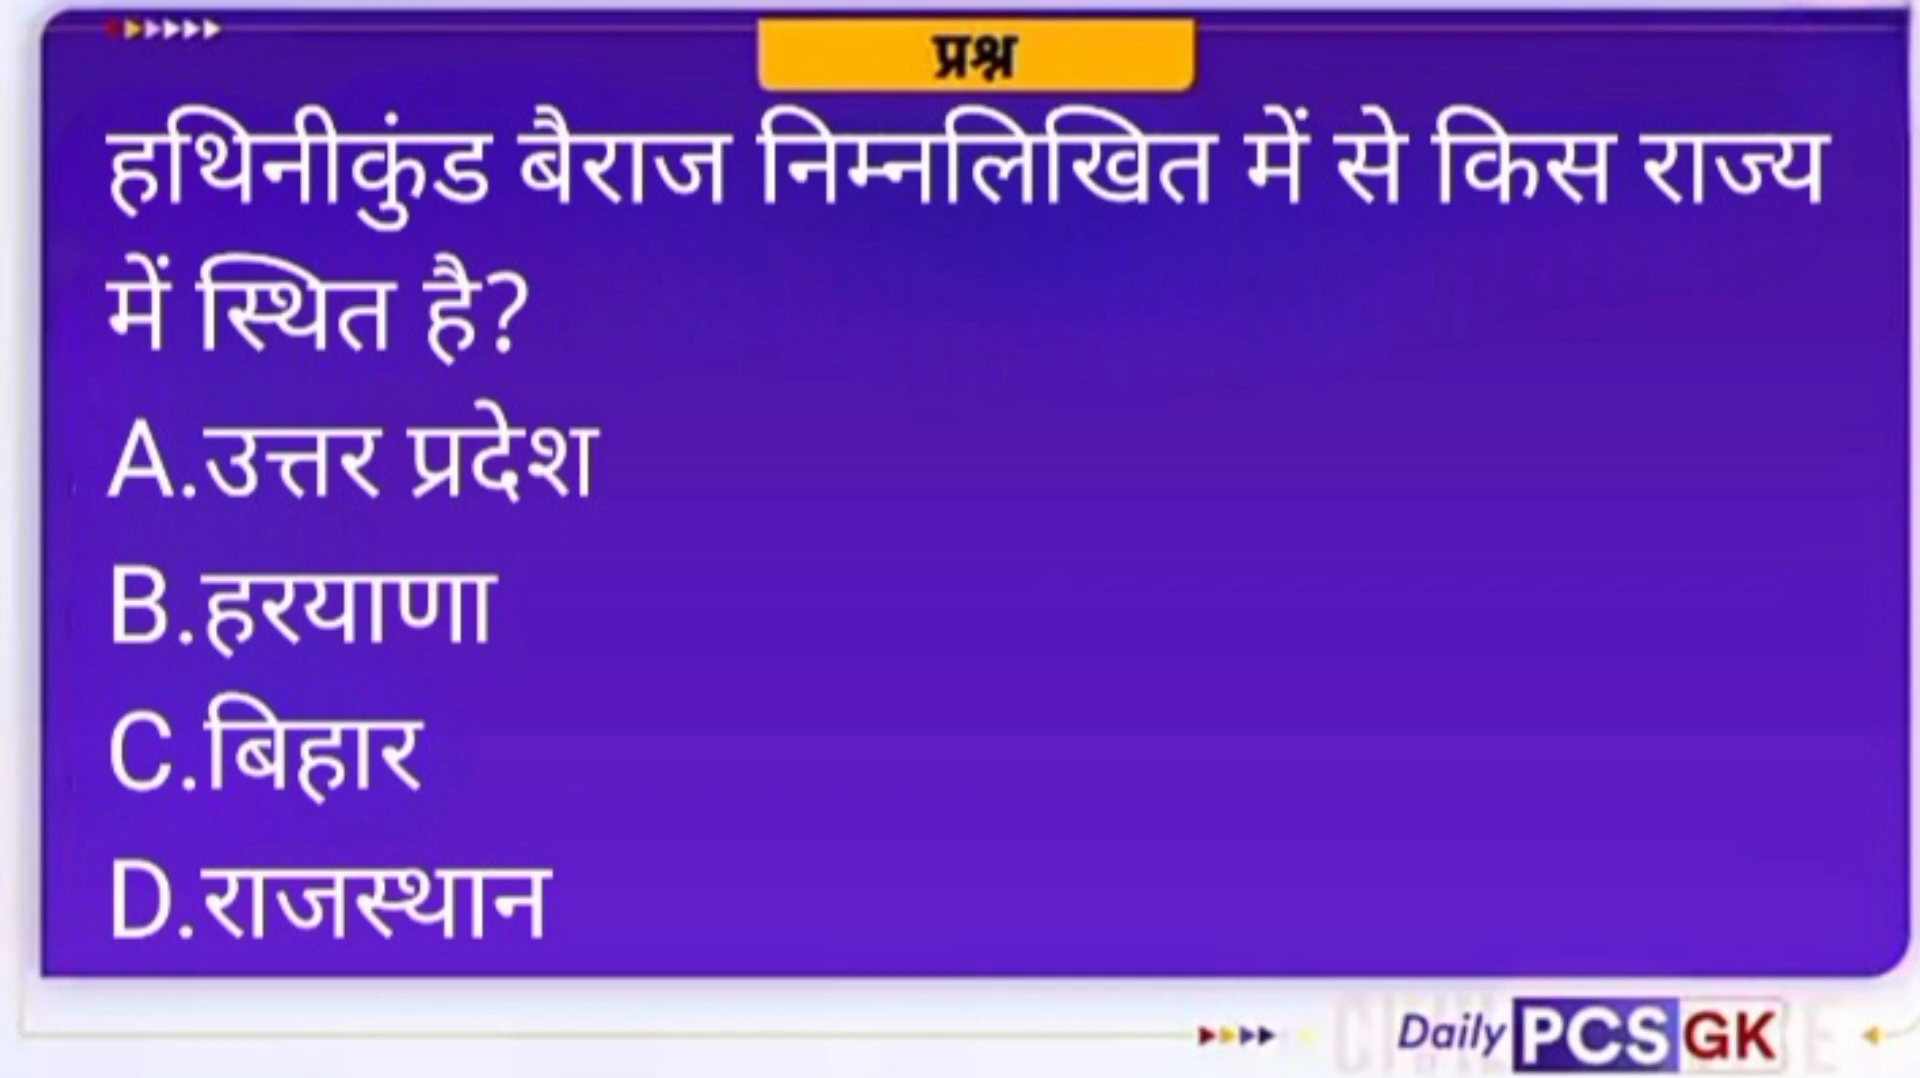 प्रश्न
हथिनीकुंड बैराज निम्नलिखित में से किस राज्य
में स्थित है?
A.उत्तर प्रदेश
B.हरयाणा
C.बिहार
D.राजस्थान
Daily PCS GK